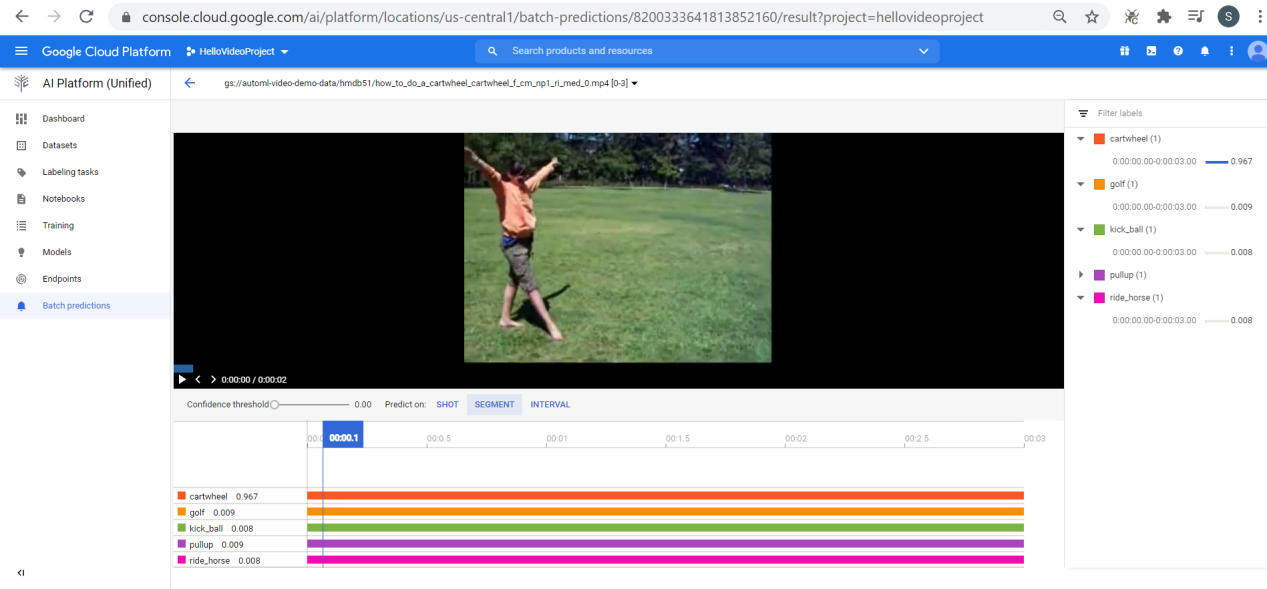 console.cloud.google.com/ai/platform/locations/us-central1/batch-predictions/8200333641813852160/result?project=hellovideoproject
S
Google Cloud Platform
HelloVideoProject
Search products and resources
AI Platform (Unified)
gs://automl-video-demo-data/hmdb51/how_to_do_a_cartwheel_cartwheel_f_cm_np1_ri_med_0.mp4 [0-3]
Dashboard
Datasets
Labeling tasks
Notebooks
Training
Models
Endpoints
Batch predictions
0:00:00 / 0:00:02
Confidence threshold 0.00 Predict on: SHOT SEGMENT INTERVAL
00:00.1 00:0.5 00:01 00:1.5 00:02 00:2.5 00:03
cartwheel 0.967
golf 0.009
kick_ball 0.008
pullup 0.009
ride_horse 0.008
Filter labels
cartwheel (1)
0:00:00.00-0:00:03.00 0.967
golf (1)
0:00:00.00-0:00:03.00 0.009
kick_ball (1)
0:00:00.00-0:00:03.00 0.008
pullup (1)
ride_horse (1)
0:00:00.00-0:00:03.00 0.008